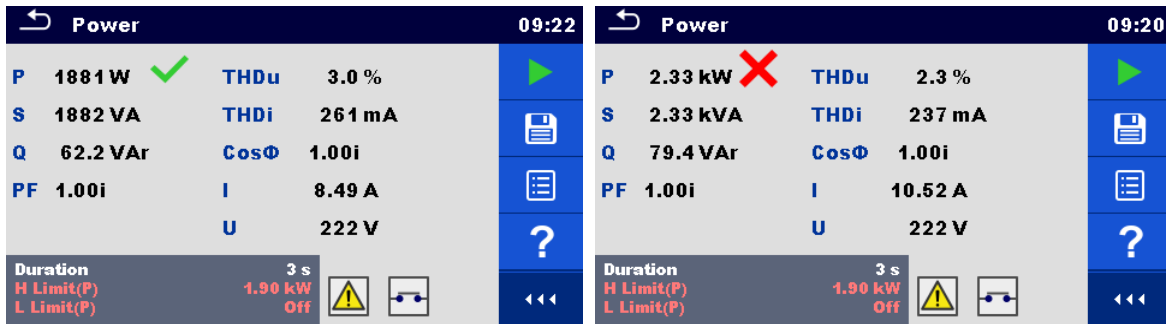 Power 09:22
P 1881 W THDu 3.0 %
S 1882 VA THDi 261 mA
Q 62.2 VAr CosΦ 1.00i
PF 1.00i I 8.49 A
U 222 V
?
Duration 3 s
H Limit(P) 1.90 kW
L Limit(P) Off
Power 09:20
P 2.33 kW THDu 2.3 %
S 2.33 kVA THDi 237 mA
Q 79.4 VAr CosΦ 1.00i
PF 1.00i I 10.52 A
U 222 V
?
Duration 3 s
H Limit(P) 1.90 kW
L Limit(P) Off